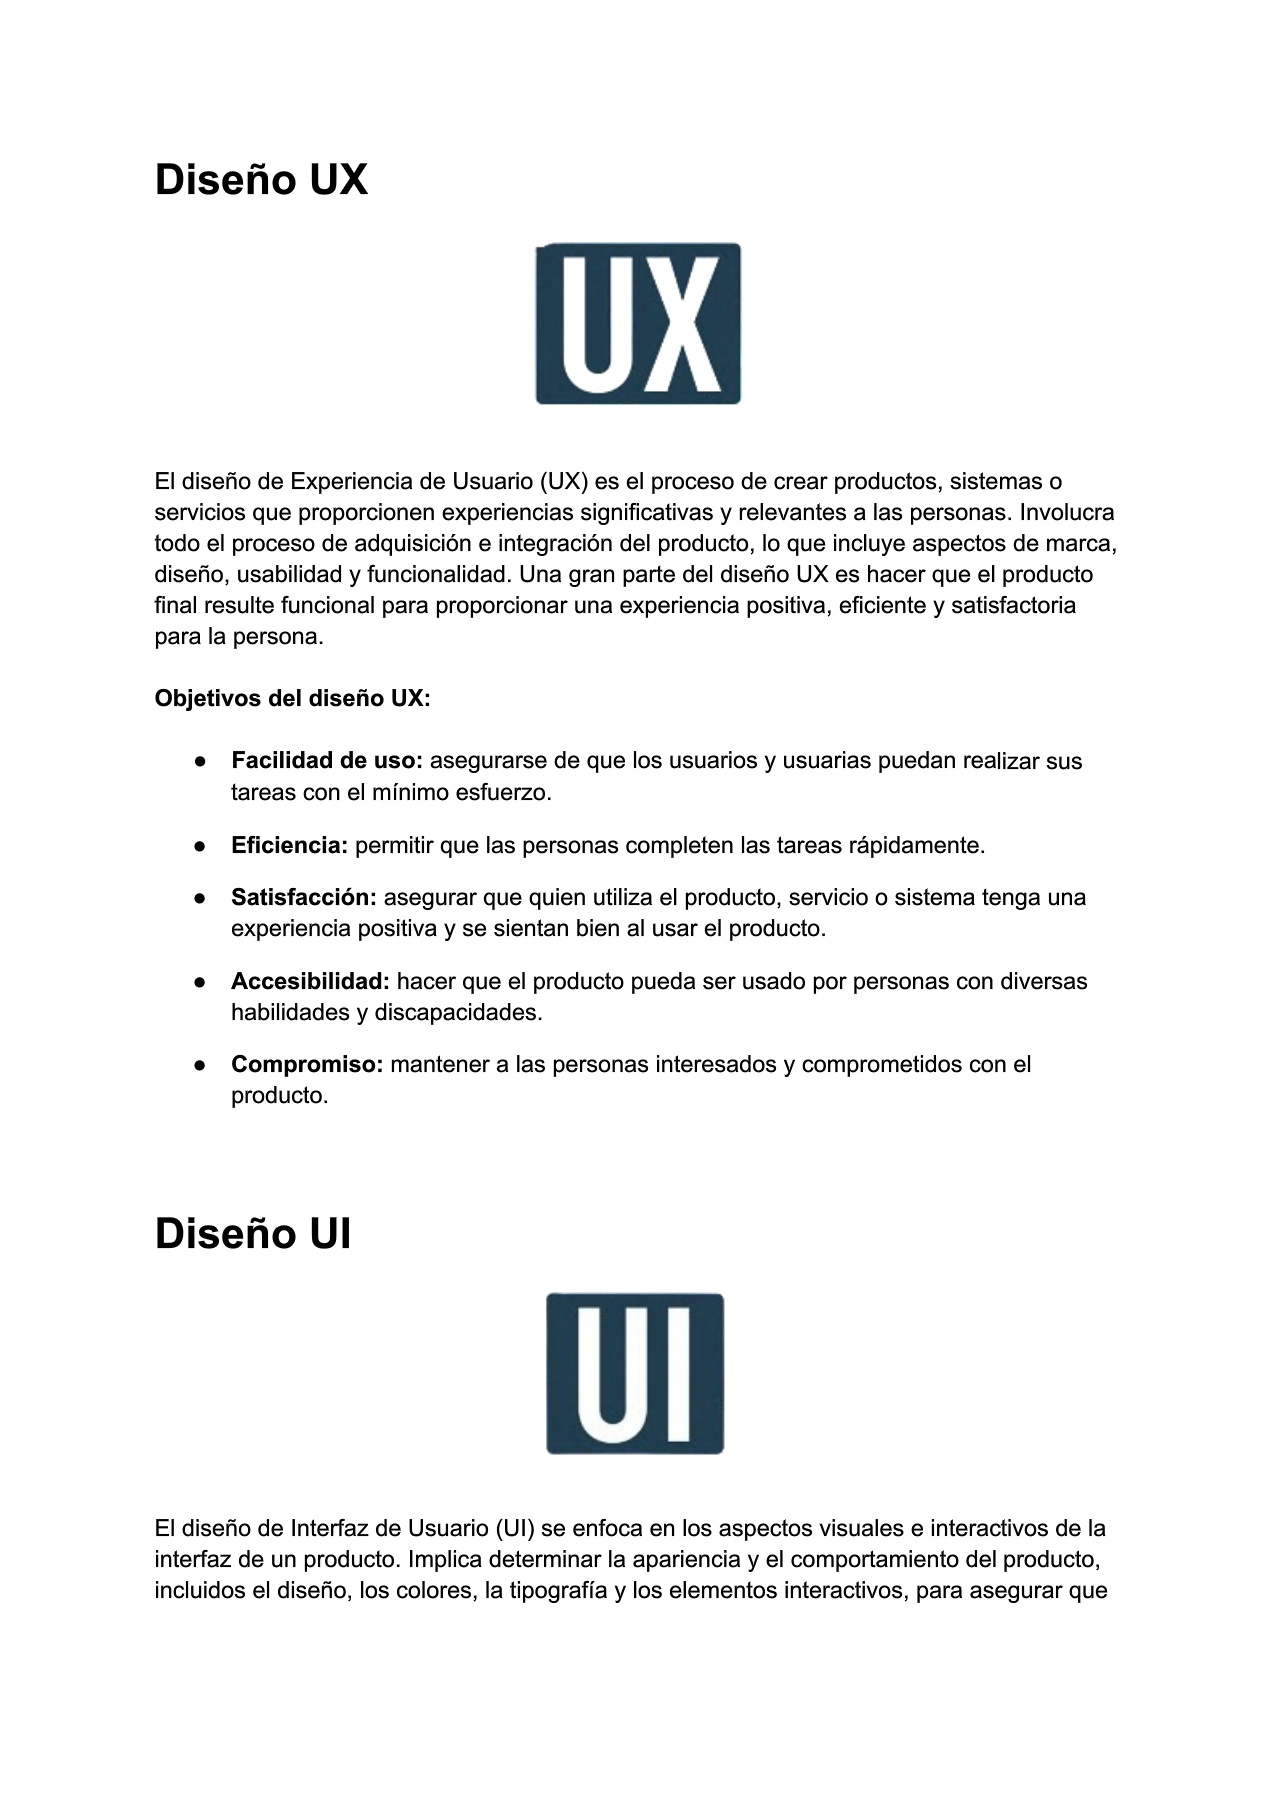 Diseño UX
UX
El diseño de Experiencia de Usuario (UX) es el proceso de crear productos, sistemas o
servicios que proporcionen experiencias significativas y relevantes a las personas. Involucra
todo el proceso de adquisición e integración del producto, lo que incluye aspectos de marca,
diseño, usabilidad y funcionalidad. Una gran parte del diseño UX es hacer que el producto
final resulte funcional para proporcionar una experiencia positiva, eficiente y satisfactoria
para la persona.
Objetivos del diseño UX:
● Facilidad de uso: asegurarse de que los usuarios y usuarias puedan realizar sus
tareas con el mínimo esfuerzo.
● Eficiencia: permitir que las personas completen las tareas rápidamente.
● Satisfacción: asegurar que quien utiliza el producto, servicio o sistema tenga una
experiencia positiva y se sientan bien al usar el producto.
● Accesibilidad: hacer que el producto pueda ser usado por personas con diversas
habilidades y discapacidades.
● Compromiso: mantener a las personas interesados y comprometidos con el
producto.
Diseño UI
UI
El diseño de Interfaz de Usuario (UI) se enfoca en los aspectos visuales e interactivos de la
interfaz de un producto. Implica determinar la apariencia y el comportamiento del producto,
incluidos el diseño, los colores, la tipografía y los elementos interactivos, para asegurar que